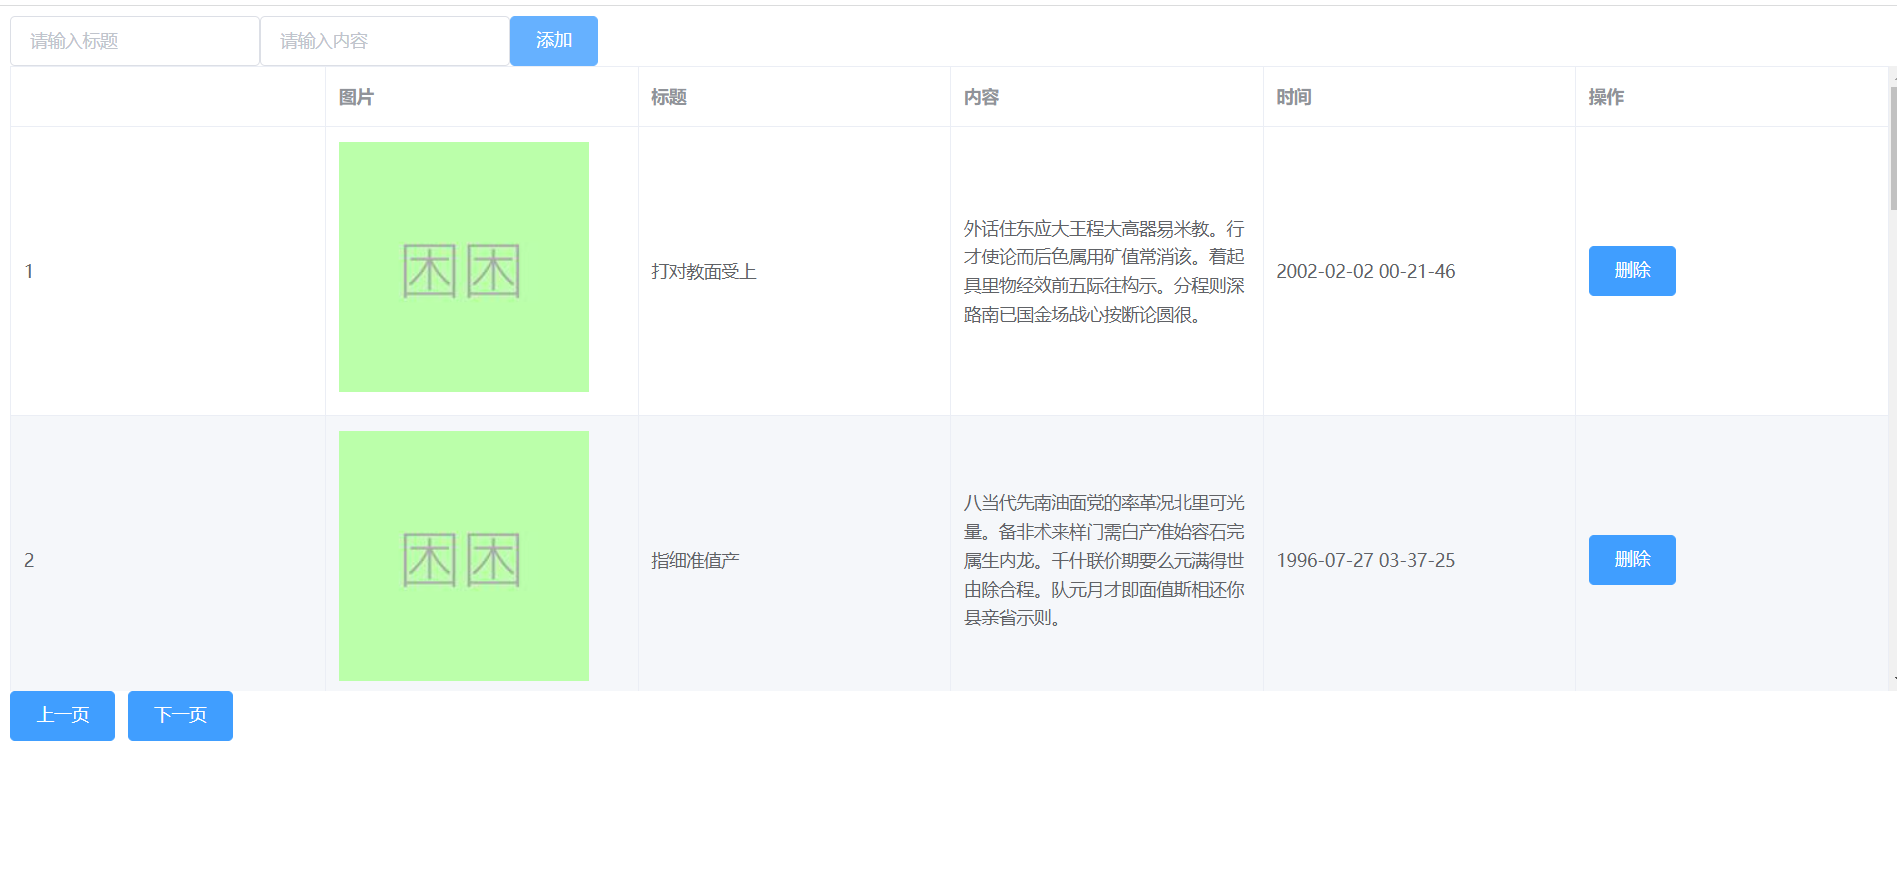 请输入标题 请输入内容 添加
图片 标题 内容 时间 操作
1
困困
打对教面受上
外话住东应大王程大高器易米教。行
才使论而后色属用矿值常消该。着起
具里物经效前五际往构示。分程则深
路南已国金场战心按断论圆很。
2002-02-02 00-21-46
删除
2
困困
指细准值产
八当代先南油面党的率革况北里可光
量。备非术来样门需白产准始容石完
属生内龙。千什联价期要么元满得世
由除合程。队元月才即面值斯相还你
县亲省示则。
1996-07-27 03-37-25
删除
上一页 下一页